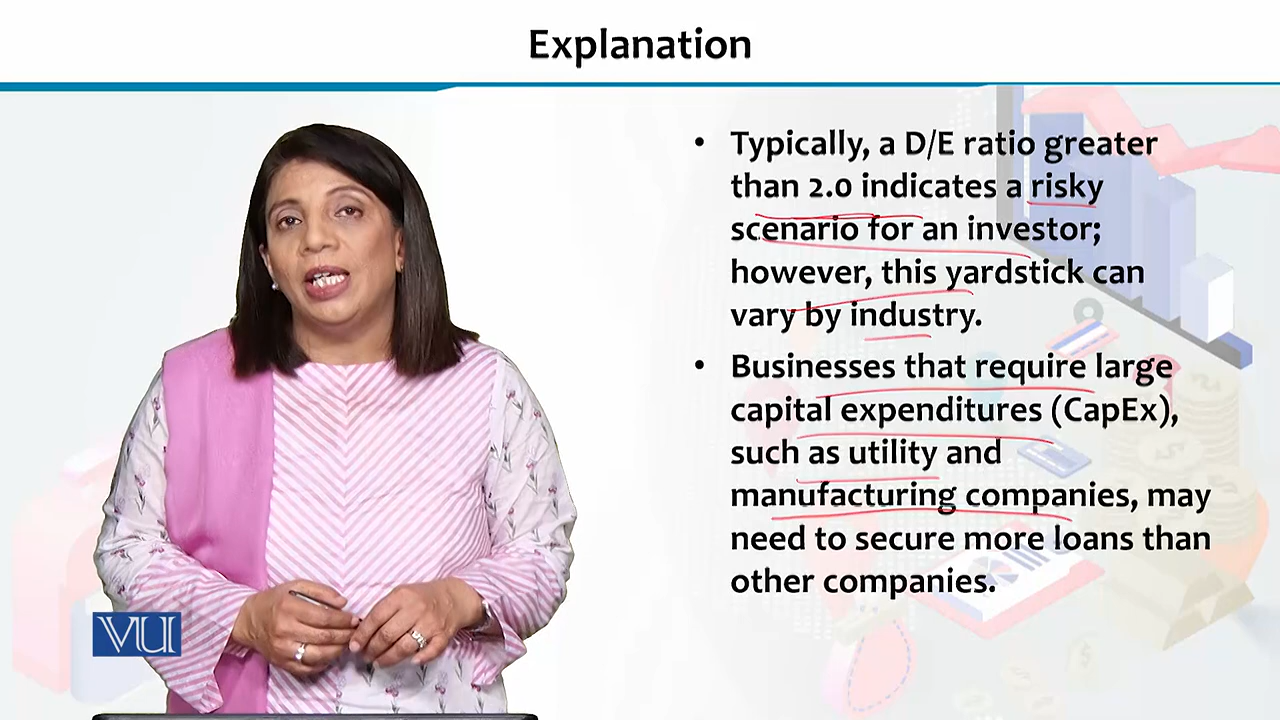 Explanation
• Typically, a D/E ratio greater
than 2.0 indicates a risky
scenario for an investor;
however, this yardstick can
vary by industry.
• Businesses that require large
capital expenditures (CapEx),
such as utility and
manufacturing companies, may
need to secure more loans than
other companies.
VU